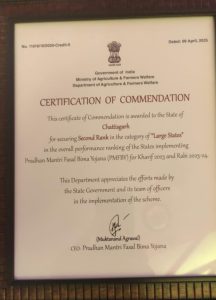 Dated: 09 April, 2025
Government of India
Ministry of Agriculture & Farmers Welfare
Department of Agriculture & Farmers Welfare
CERTIFICATION OF COMMENDATION
This certificate of Commendation is awarded to the State of
Chattisgarh
for securing Second Rank in the category of "Large States"
in the overall performance ranking of the States implementing
Pradhan Mantri Fasal Bima Yojana (PMFBY) for Kharif 2023 and Rabi 2023-24.
This Department appreciates the efforts made by
the State Government and its team of officers
in the implementation of the scheme.
(Muktanand Agrawal)
CEO- Pradhan Mantri Fasal Bima Yojana